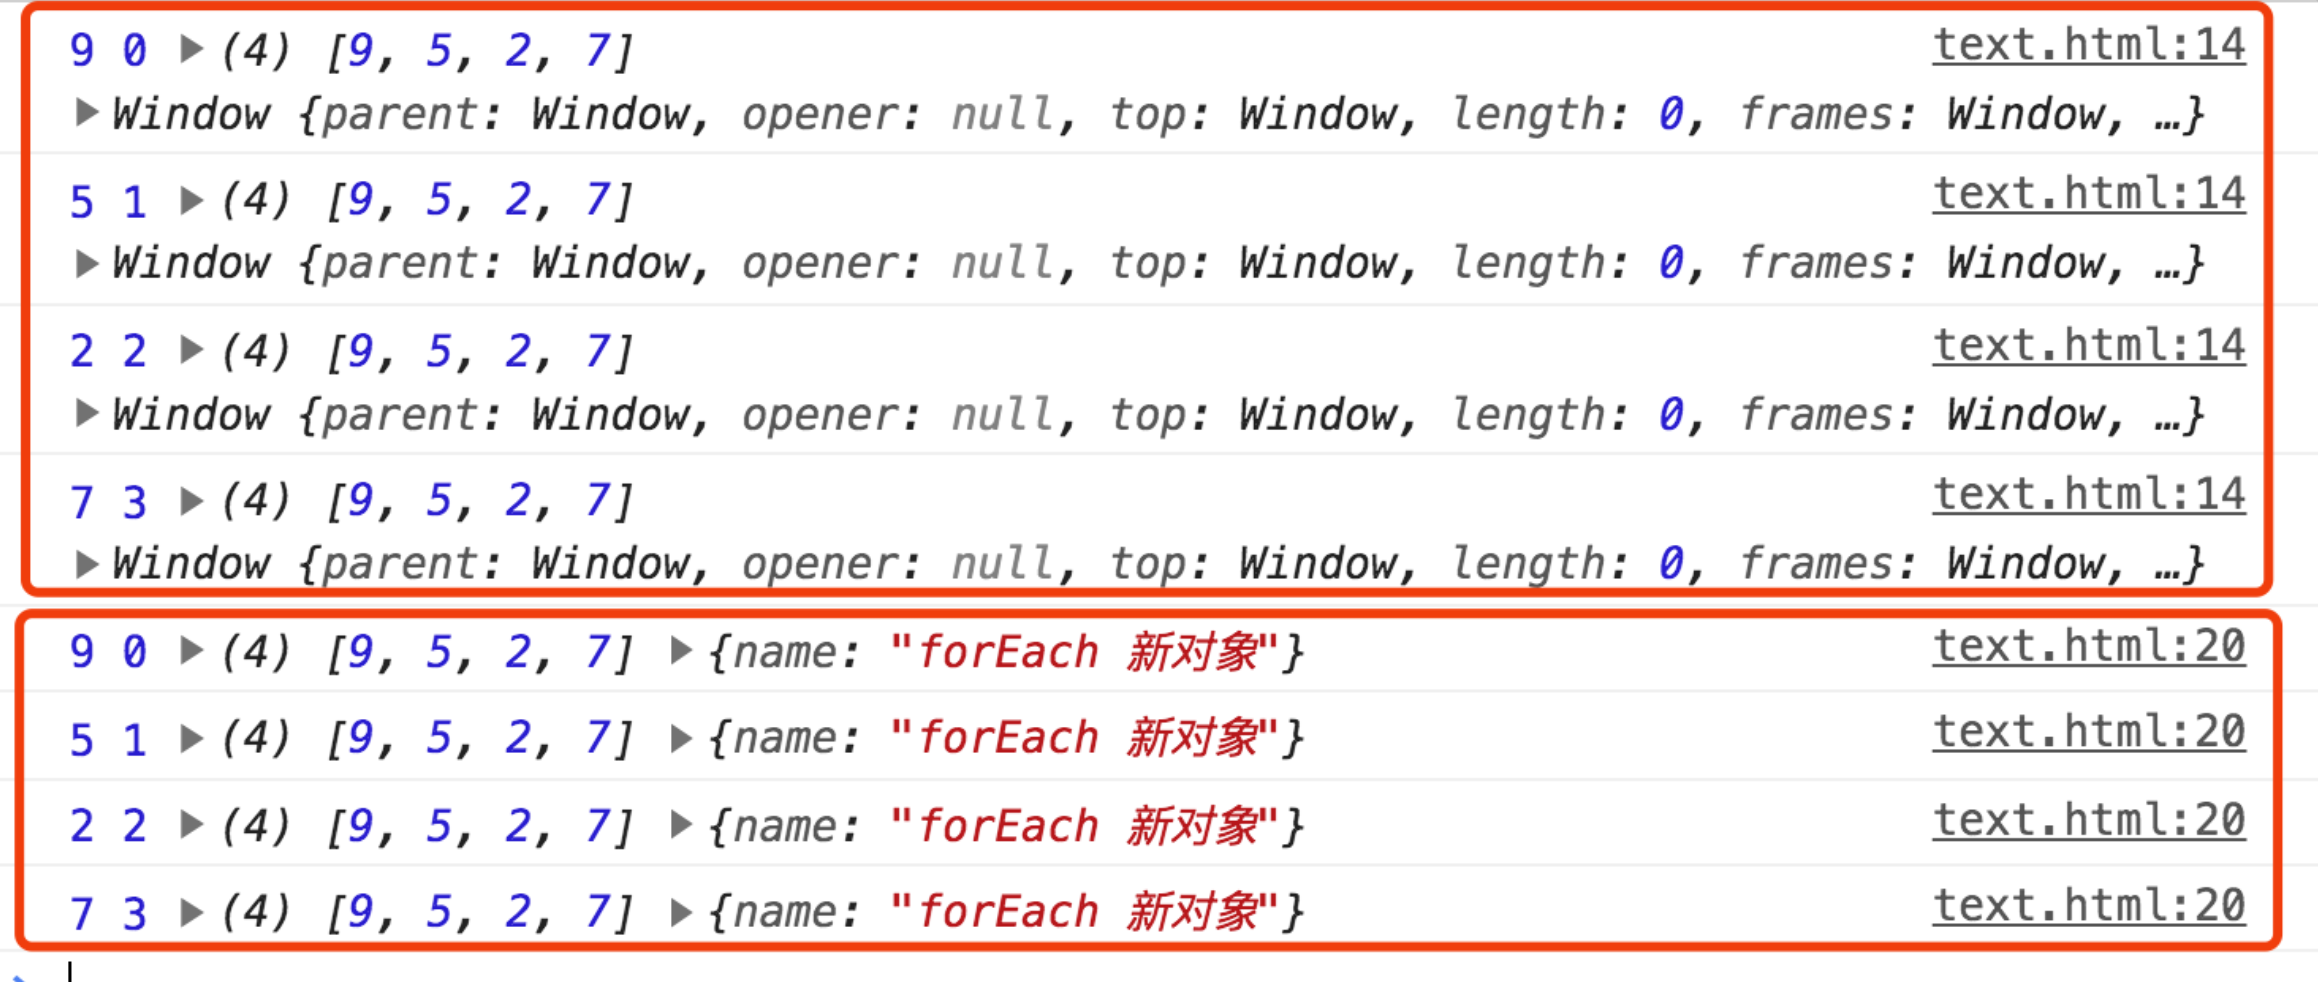 9 0 ▶(4) [9, 5, 2, 7] text.html:14
▶Window {parent: Window, opener: null, top: Window, length: 0, frames: Window, …}
5 1 ▶(4) [9, 5, 2, 7] text.html:14
▶Window {parent: Window, opener: null, top: Window, length: 0, frames: Window, …}
2 2 ▶(4) [9, 5, 2, 7] text.html:14
▶Window {parent: Window, opener: null, top: Window, length: 0, frames: Window, …}
7 3 ▶(4) [9, 5, 2, 7] text.html:14
▶Window {parent: Window, opener: null, top: Window, length: 0, frames: Window, …}
9 0 ▶(4) [9, 5, 2, 7] ▶{name: "forEach 新对象"} text.html:20
5 1 ▶(4) [9, 5, 2, 7] ▶{name: "forEach 新对象"} text.html:20
2 2 ▶(4) [9, 5, 2, 7] ▶{name: "forEach 新对象"} text.html:20
7 3 ▶(4) [9, 5, 2, 7] ▶{name: "forEach 新对象"} text.html:20